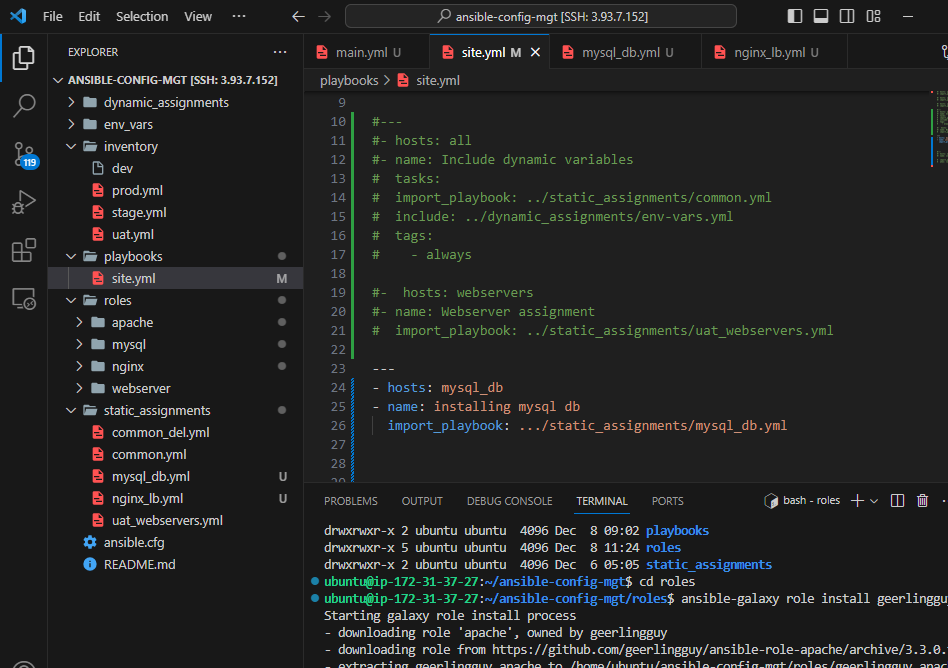 File Edit Selection View ··· ansible-config-mgt [SSH: 3.93.7.152]
EXPLORER ···
ANSIBLE-CONFIG-MGT [SSH: 3.93.7.152]
dynamic_assignments
env_vars
inventory
dev
prod.yml
stage.yml
uat.yml
playbooks
site.yml M
roles
apache
mysql
nginx
webserver
static_assignments
common_del.yml
common.yml
mysql_db.yml U
nginx_lb.yml U
uat_webservers.yml
ansible.cfg
README.md
119
main.yml U site.yml M mysql_db.yml U nginx_lb.yml U
playbooks > site.yml
9
10 #---
11 #- hosts: all
12 #- name: Include dynamic variables
13 # tasks:
14 # import_playbook: ../static_assignments/common.yml
15 # include: ../dynamic_assignments/env-vars.yml
16 # tags:
17 # - always
18
19 #- hosts: webservers
20 #- name: Webserver assignment
21 # import_playbook: ../static_assignments/uat_webservers.yml
22
23 ---
24 - hosts: mysql_db
25 - name: installing mysql db
26 import_playbook: .../static_assignments/mysql_db.yml
27
28
PROBLEMS OUTPUT DEBUG CONSOLE TERMINAL PORTS bash - roles
drwxrwxr-x 2 ubuntu ubuntu 4096 Dec 8 09:02 playbooks
drwxrwxr-x 5 ubuntu ubuntu 4096 Dec 8 11:24 roles
drwxrwxr-x 2 ubuntu ubuntu 4096 Dec 6 05:05 static_assignments
ubuntu@ip-172-31-37-27:~/ansible-config-mgt$ cd roles
ubuntu@ip-172-31-37-27:~/ansible-config-mgt/roles$ ansible-galaxy role install geerlingguy
Starting galaxy role install process
- downloading role 'apache', owned by geerlingguy
- downloading role from https://github.com/geerlingguy/ansible-role-apache/archive/3.3.0.
- extracting geerlingguy.apache to /home/ubuntu/ansible-config-mgt/roles/geerlingguy